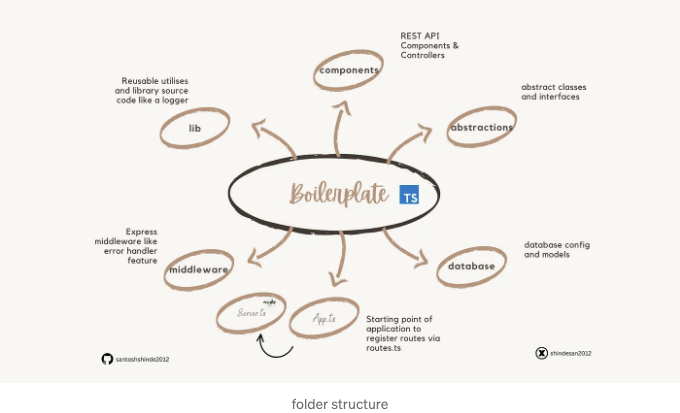 REST API
Components &
Controllers
components
Reusable utilises
and library source
code like a logger
lib
abstract classes
and interfaces
abstractions
Boilerplate
TS
Express
middleware like
error handler
feature
middleware
database config
and models
database
node
Server.ts
App.ts
Starting point of
application to
register routes via
routes.ts
santoshshinde2012
shindesan2012
folder structure